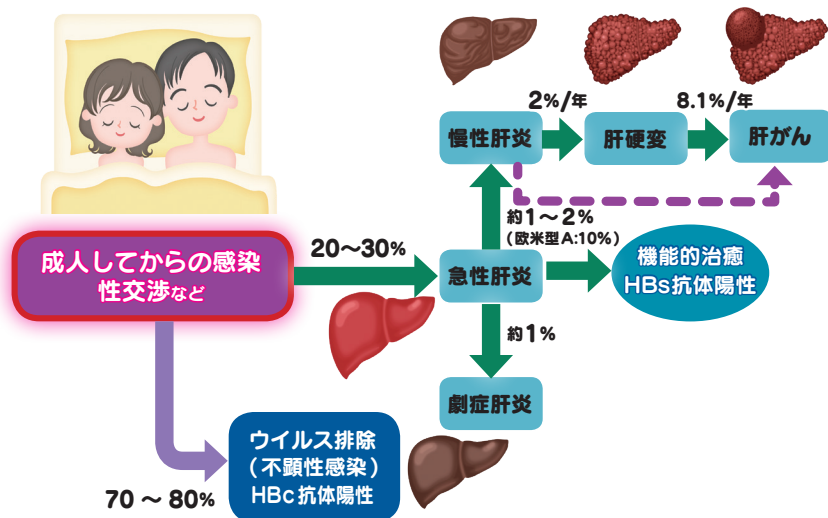 2%/年
8.1%/年
慢性肝炎
肝硬変
肝がん
約1～2%
(欧米型A:10%)
成人してからの感染
性交渉など
20～30%
急性肝炎
機能的治癒
HBs抗体陽性
約1%
劇症肝炎
ウイルス排除
(不顕性感染)
HBc抗体陽性
70～80%